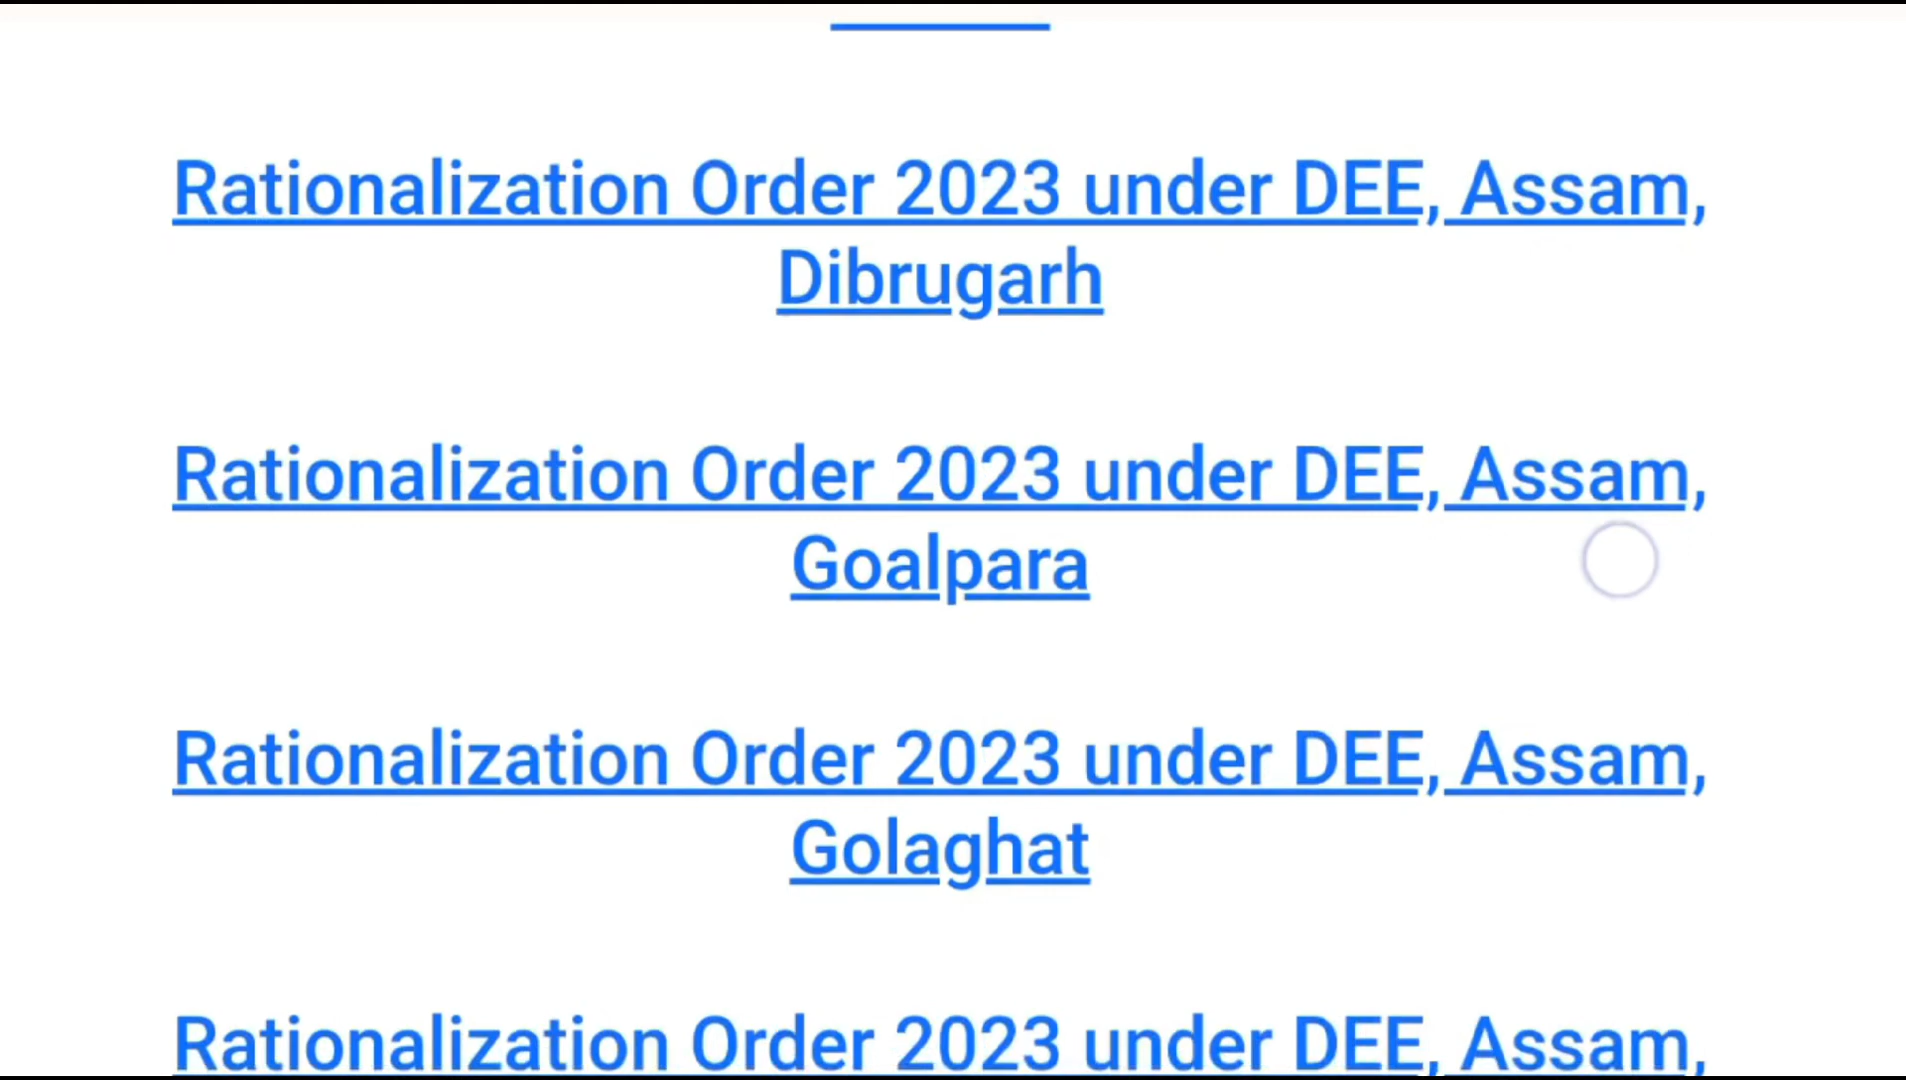 Rationalization Order 2023 under DEE, Assam,
Dibrugarh
Rationalization Order 2023 under DEE, Assam,
Goalpara
Rationalization Order 2023 under DEE, Assam,
Golaghat
Rationalization Order 2023 under DEE, Assam,